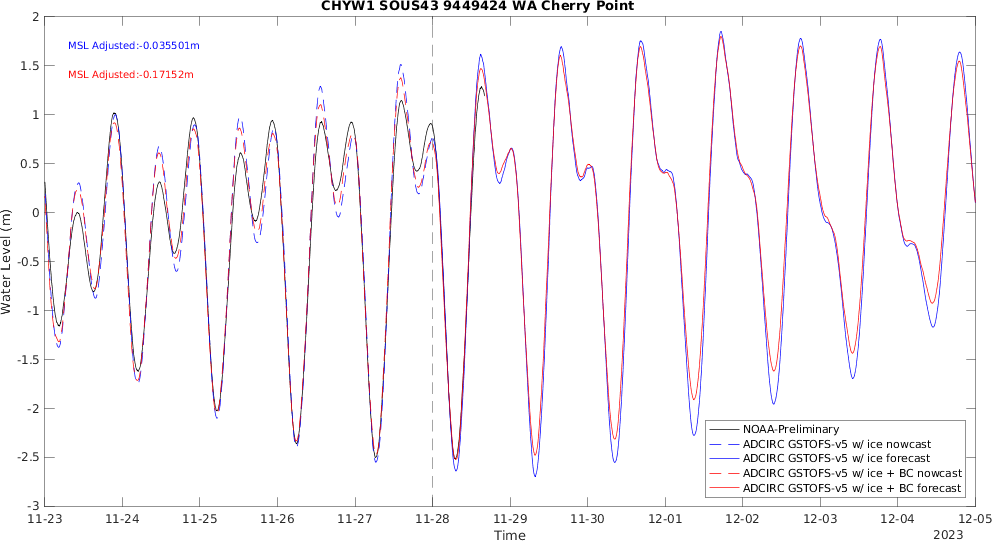 CHYW1 SOUS43 9449424 WA Cherry Point
MSL Adjusted:-0.035501m
MSL Adjusted:-0.17152m
Water Level (m)
2
1.5
1
0.5
0
-0.5
-1
-1.5
-2
-2.5
-3
NOAA-Preliminary
ADCIRC GSTOFS-v5 w/ ice nowcast
ADCIRC GSTOFS-v5 w/ ice forecast
ADCIRC GSTOFS-v5 w/ ice + BC nowcast
ADCIRC GSTOFS-v5 w/ ice + BC forecast
11-23 11-24 11-25 11-26 11-27 11-28 11-29 11-30 12-01 12-02 12-03 12-04 12-05
Time
2023